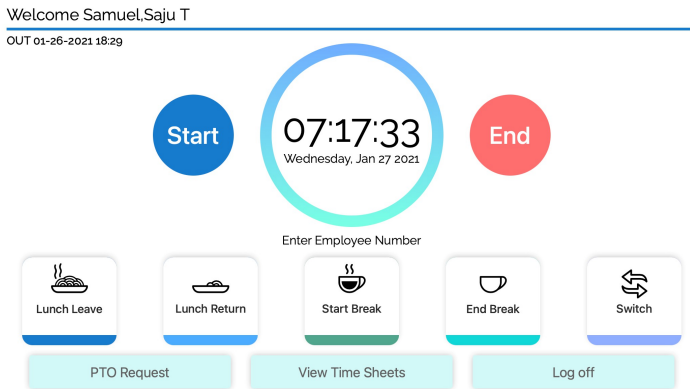 Welcome Samuel,Saju T
OUT 01-26-2021 18:29
Start
07:17:33
Wednesday, Jan 27 2021
End
Enter Employee Number
Lunch Leave
Lunch Return
Start Break
End Break
Switch
PTO Request
View Time Sheets
Log off